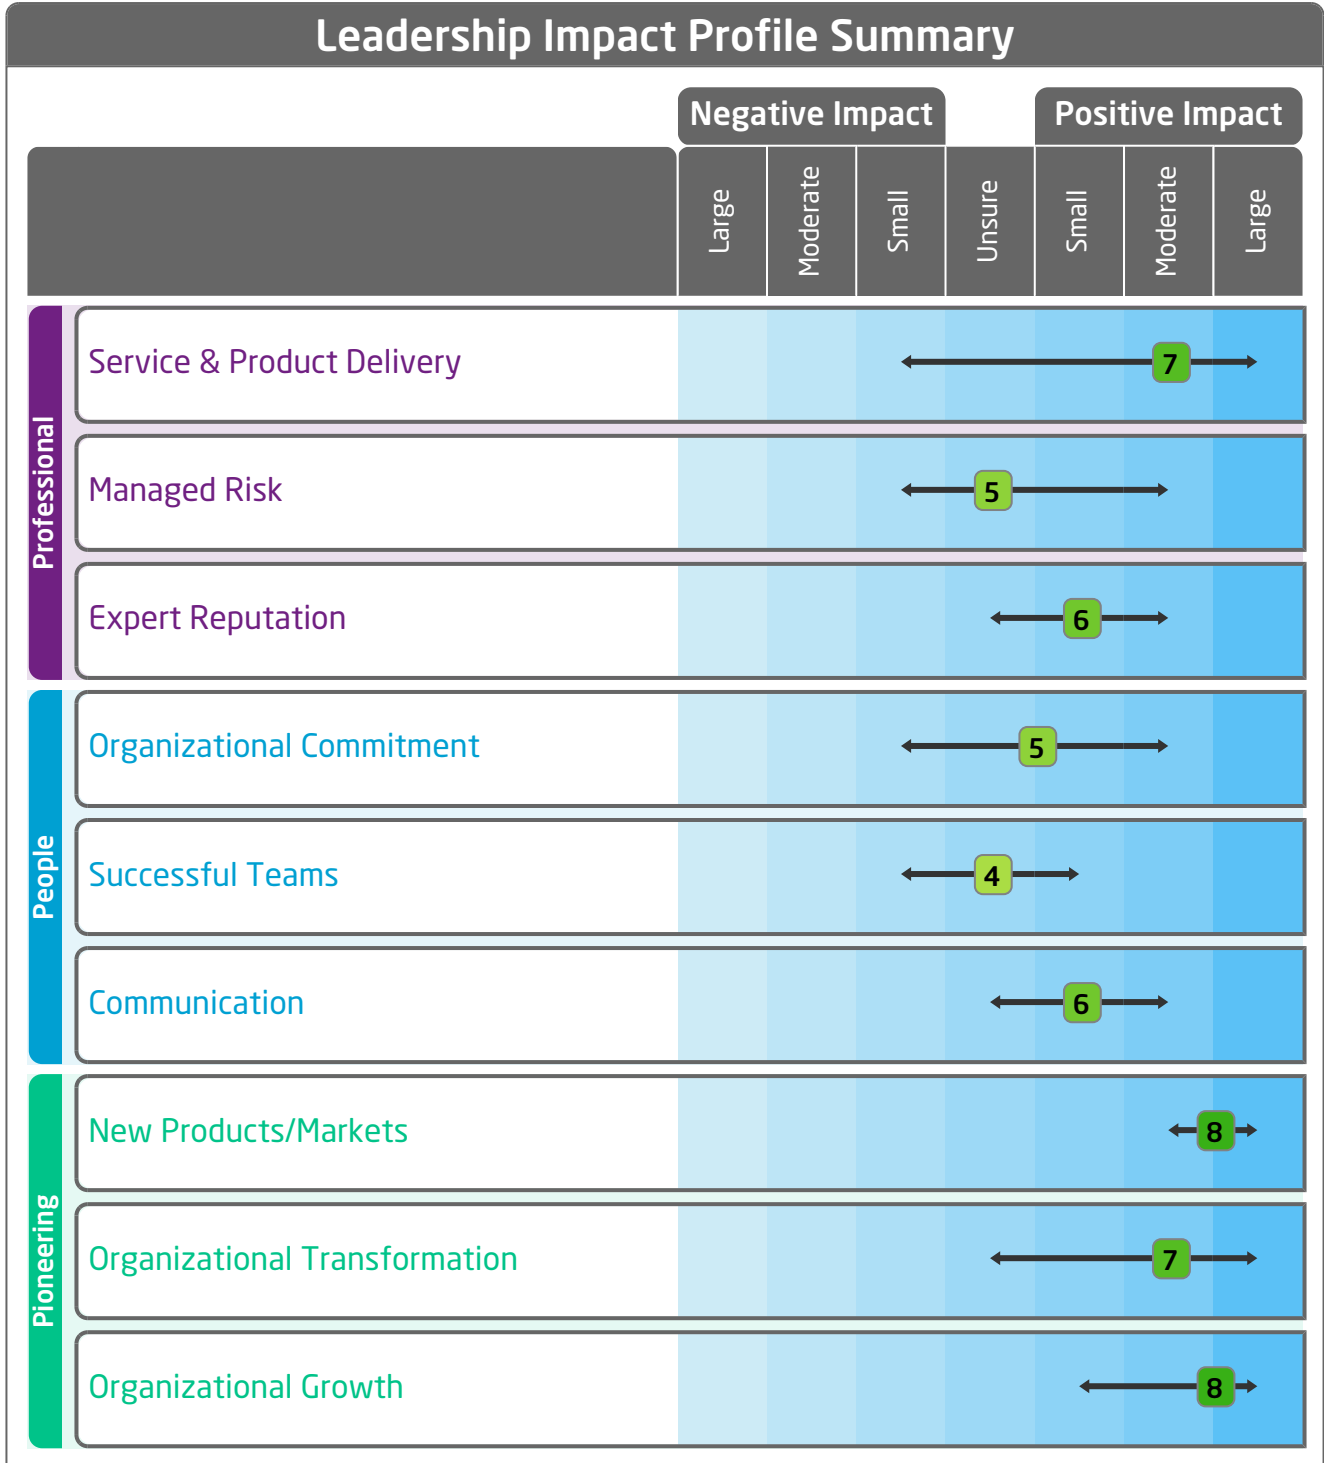 Leadership Impact Profile Summary
Negative Impact
Positive Impact
Large
Moderate
Small
Unsure
Small
Moderate
Large
Professional
Service & Product Delivery
7
Managed Risk
5
Expert Reputation
6
People
Organizational Commitment
5
Successful Teams
4
Communication
6
Pioneering
New Products/Markets
8
Organizational Transformation
7
Organizational Growth
8